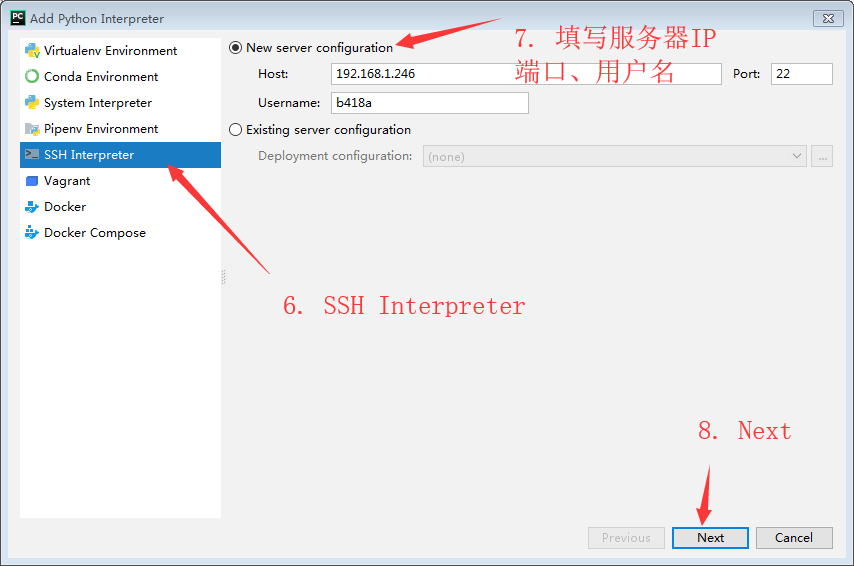 PC Add Python Interpreter
Virtualenv Environment
Conda Environment
System Interpreter
Pipenv Environment
SSH Interpreter
Vagrant
Docker
Docker Compose
New server configuration
Host: 192.168.1.246 Port: 22
Username: b418a
Existing server configuration
Deployment configuration: (none) ...
7. 填写服务器IP
端口、用户名
6. SSH Interpreter
8. Next
Previous Next Cancel